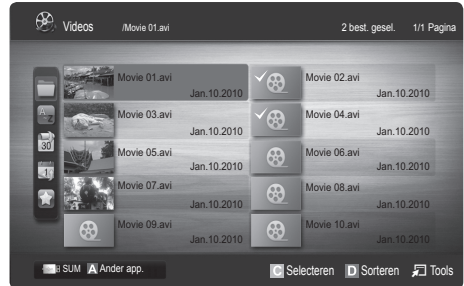 Videos /Movie 01.avi 2 best. gesel. 1/1 Pagina
Movie 01.avi Movie 02.avi
Jan.10.2010 Jan.10.2010
Movie 03.avi Movie 04.avi
Jan.10.2010 Jan.10.2010
Movie 05.avi Movie 06.avi
Jan.10.2010 Jan.10.2010
Movie 07.avi Movie 08.avi
Jan.10.2010 Jan.10.2010
Movie 09.avi Movie 10.avi
Jan.10.2010 Jan.10.2010
SUM A Ander app. C Selecteren D Sorteren Tools